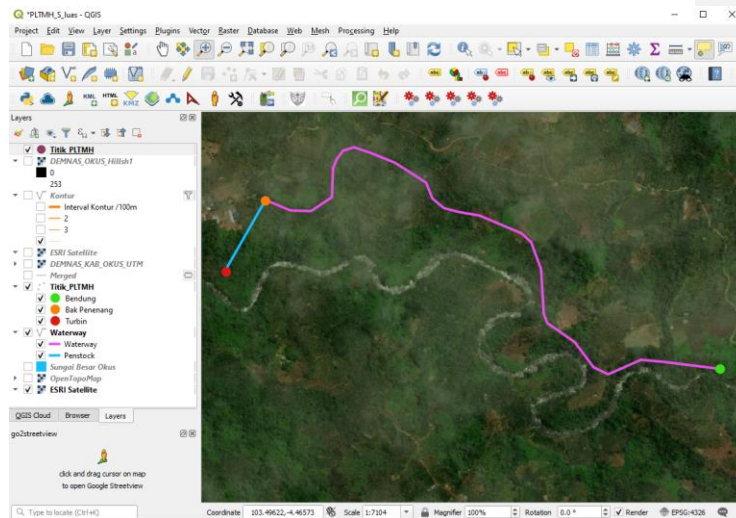 *PLTMH_5_luas — QGIS
Project Edit View Layer Settings Plugins Vector Raster Database Web Mesh Processing Help
KML HTML KMZ
Layers
Titik_PLTMH
DEMNAS_OKUS_Hillsh1
0
253
Kontur
Interval Kontur /100m
2
3
ESRI Satellite
DEMNAS_KAB_OKUS_UTM
Merged
Titik_PLTMH
Bendung
Bak Penenang
Turbin
Waterway
Waterway
Penstock
Sungai Besar Okus
OpenTopoMap
ESRI Satellite
QGIS Cloud Browser Layers
go2streetview
click and drag cursor on map
to open Google Streetview
Type to locate (Ctrl+K) Coordinate 103.49622,-4.46573 Scale 1:7104 Magnifier 100% Rotation 0.0 ° Render EPSG:4326